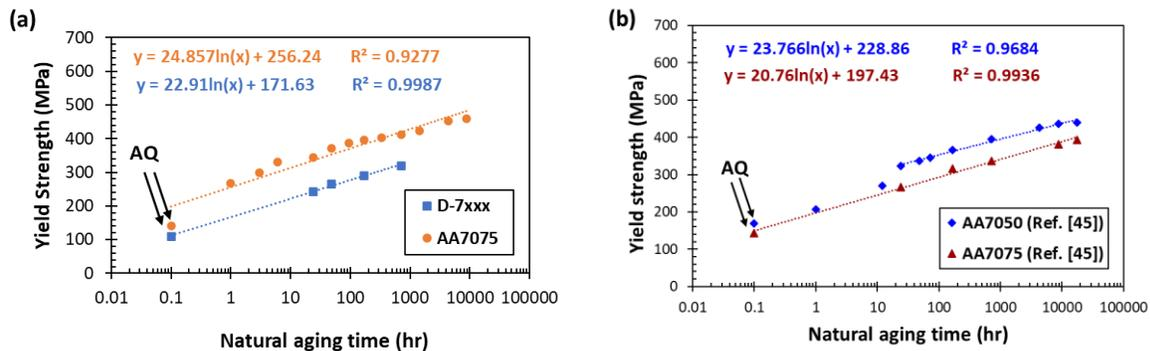 (a)
y = 24.857ln(x) + 256.24 R² = 0.9277
y = 22.91ln(x) + 171.63 R² = 0.9987
Yield Strength (MPa)
700
600
500
400
300
200
100
0
AQ
D-7xxx
AA7075
0.01 0.1 1 10 100 1000 10000 100000
Natural aging time (hr)
(b)
y = 23.766ln(x) + 228.86 R² = 0.9684
y = 20.76ln(x) + 197.43 R² = 0.9936
Yield strength (MPa)
700
600
500
400
300
200
100
0
AQ
AA7050 (Ref. [45])
AA7075 (Ref. [45])
0.01 0.1 1 10 100 1000 10000 100000
Natural aging time (hr)